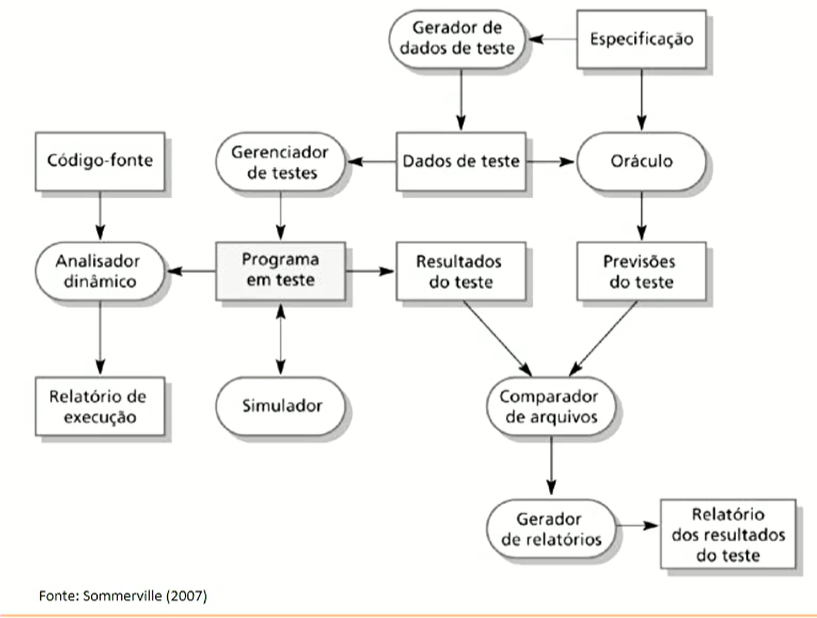 Gerador de
dados de teste
Especificação
Código-fonte
Gerenciador
de testes
Dados de teste
Oráculo
Analisador
dinâmico
Programa
em teste
Resultados
do teste
Previsões
do teste
Relatório de
execução
Simulador
Comparador
de arquivos
Gerador
de relatórios
Relatório
dos resultados
do teste
Fonte: Sommerville (2007)